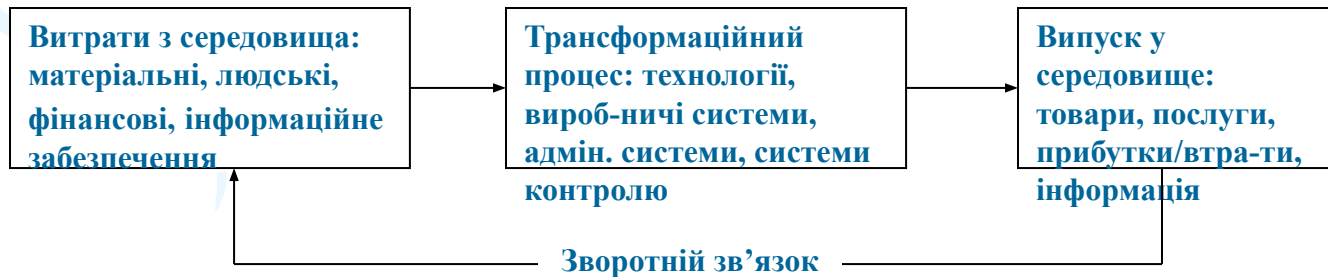 Витрати з середовища:
матеріальні, людські,
фінансові, інформаційне
забезпечення
Трансформаційний
процес: технології,
вироб-ничі системи,
адмін. системи, системи
контролю
Випуск у
середовище:
товари, послуги,
прибутки/втра-ти,
інформація
Зворотній зв’язок